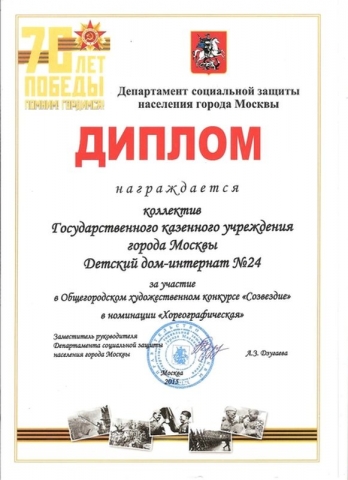 70 ЛЕТ
ПОБЕДЫ
ПОМНИМ ГОРДИМСЯ
Департамент социальной защиты
населения города Москвы
ДИПЛОМ
награждается
коллектив
Государственного казенного учреждения
города Москвы
Детский дом-интернат №24
за участие
в Общегородском художественном конкурсе «Созвездие»
в номинации «Хореографическая»
Заместитель руководителя
Департамента социальной защиты
населения города Москвы
А.З. Дзугаева
Москва
2015